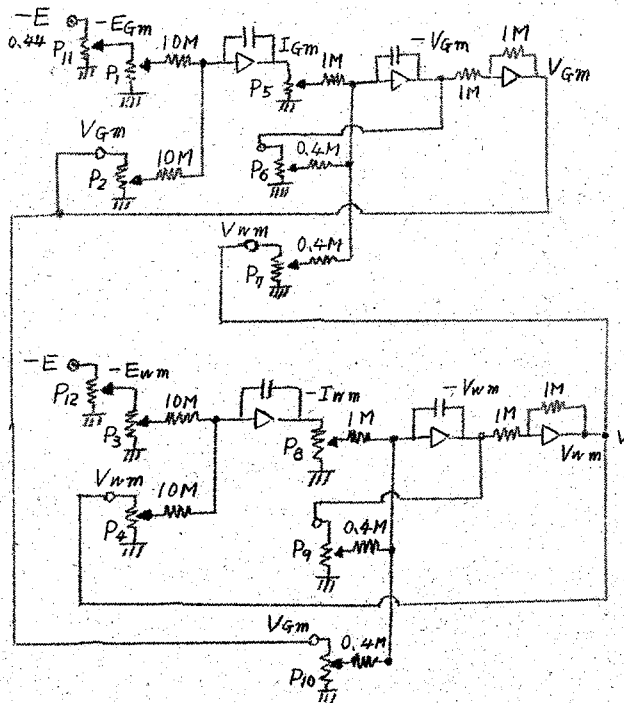 -E
0.44
P11
-EGm
P1
10M
IGm
P5
1M
-VGm
1M
1M
VGm
VGm
P2
10M
P6
0.4M
Vwm
P7
0.4M
-E
P12
-Ewm
P3
10M
-Iwm
P8
1M
-Vwm
1M
1M
Vwm
V
Vwm
P4
10M
P9
0.4M
VGm
P10
0.4M